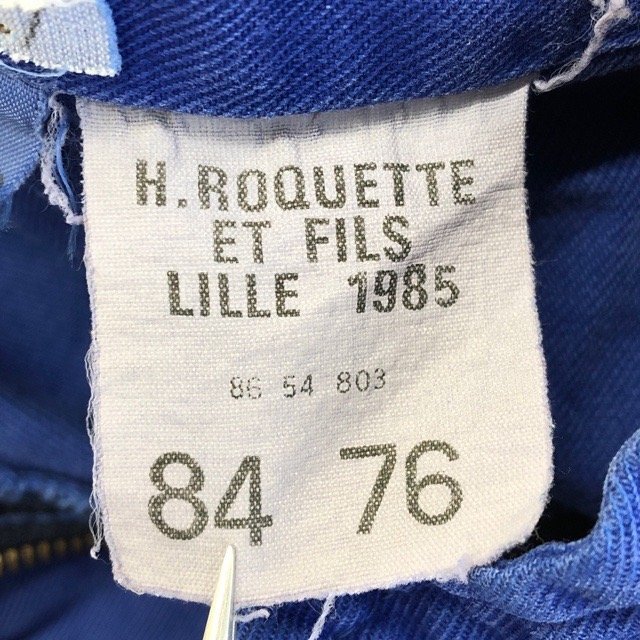 H.ROQUETTE
ET FILS
LILLE 1985
86 54 803
84 76